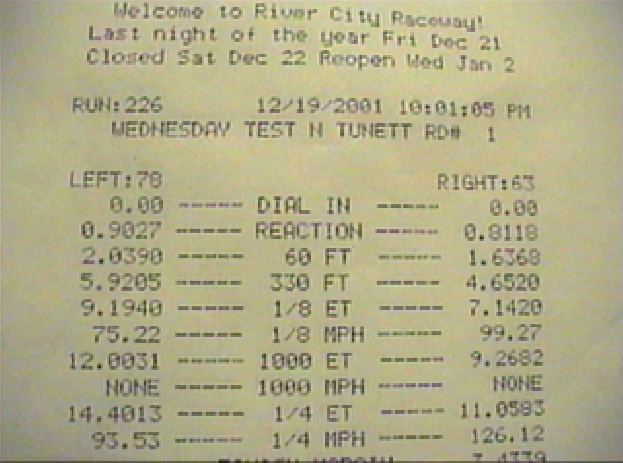 Welcome to River City Raceway!
Last night of the year Fri Dec 21
Closed Sat Dec 22 Reopen Wed Jan 2
RUN:226 12/19/2001 10:01:05 PM
WEDNESDAY TEST N TUNETT RD# 1
LEFT:78 RIGHT:63
0.00 ----- DIAL IN ----- 0.00
0.9027 ----- REACTION ----- 0.8118
2.0390 ----- 60 FT ----- 1.6368
5.9205 ----- 330 FT ----- 4.6520
9.1940 ----- 1/8 ET ----- 7.1420
75.22 ----- 1/8 MPH ----- 99.27
12.0031 ----- 1000 ET ----- 9.2682
NONE ----- 1000 MPH ----- NONE
14.4013 ----- 1/4 ET ----- 11.0583
93.53 ----- 1/4 MPH ----- 126.12
MARGIN 7.4339